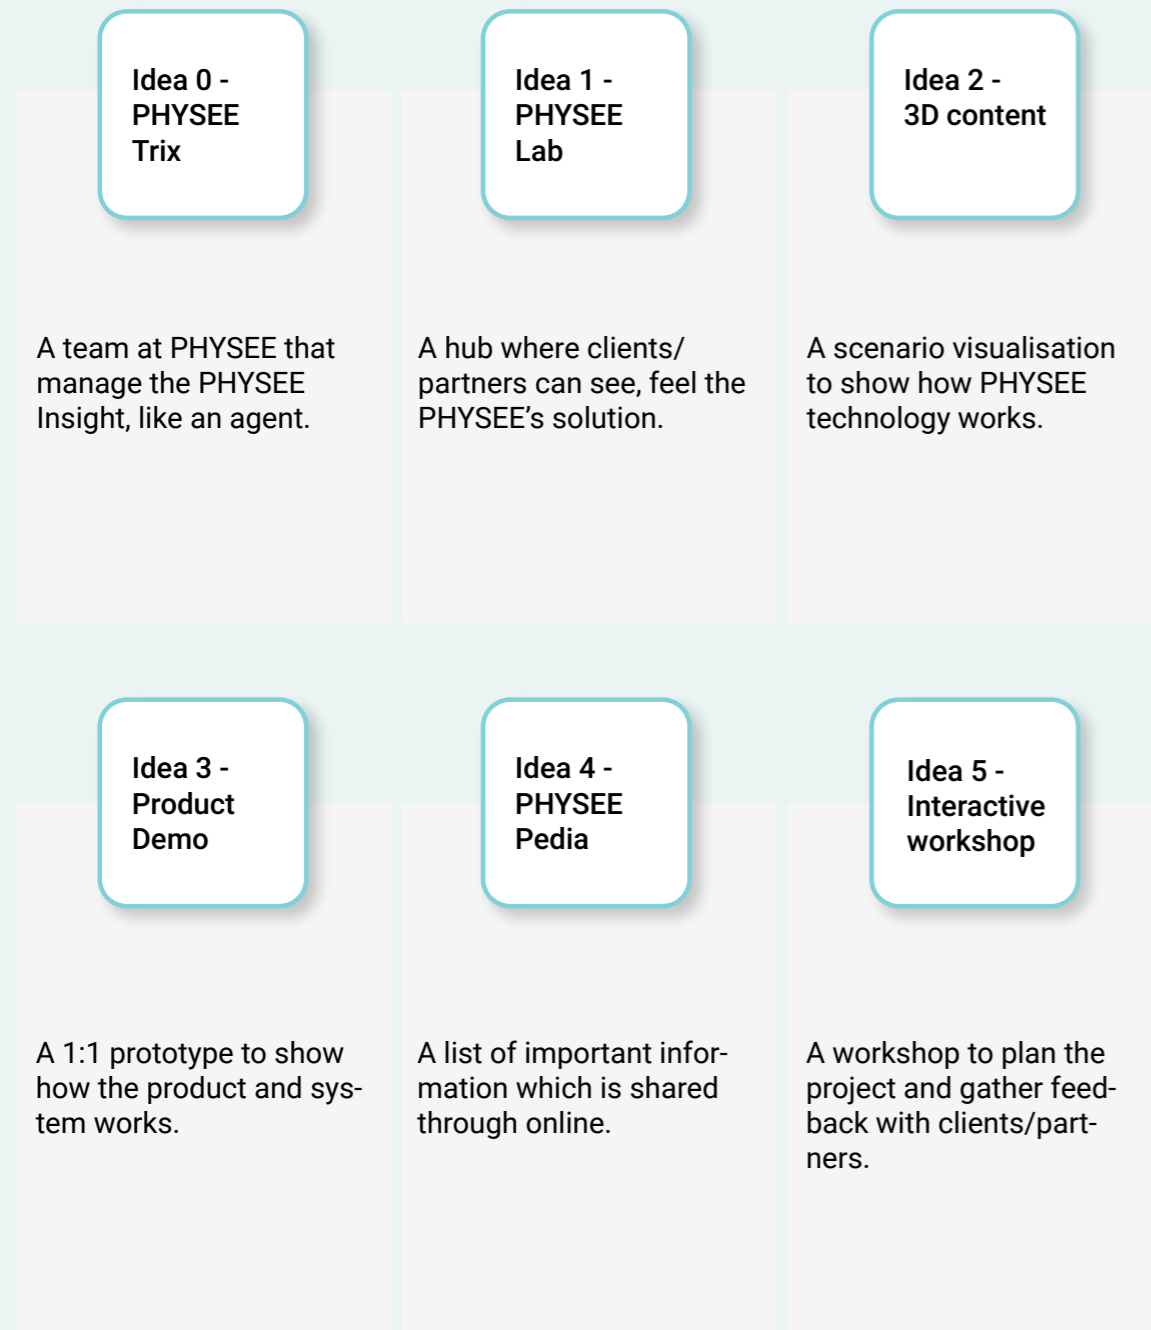 Idea 0 -
PHYSEE
Trix
A team at PHYSEE that
manage the PHYSEE
Insight, like an agent.
Idea 1 -
PHYSEE
Lab
A hub where clients/
partners can see, feel the
PHYSEE’s solution.
Idea 2 -
3D content
A scenario visualisation
to show how PHYSEE
technology works.
Idea 3 -
Product
Demo
A 1:1 prototype to show
how the product and sys-
tem works.
Idea 4 -
PHYSEE
Pedia
A list of important infor-
mation which is shared
through online.
Idea 5 -
Interactive
workshop
A workshop to plan the
project and gather feed-
back with clients/part-
ners.